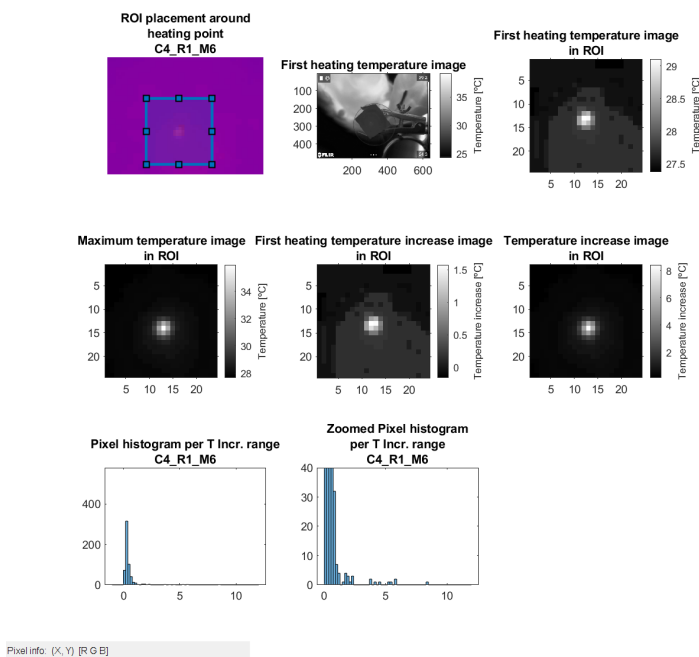 ROI placement around
heating point
C4_R1_M6
First heating temperature image
100
200
300
400
200 400 600
35
30
25
Temperature [ºC]
First heating temperature image
in ROI
5
10
15
20
5 10 15 20
29
28.5
28
27.5
Temperature [ºC]
Maximum temperature image
in ROI
5
10
15
20
5 10 15 20
34
32
30
28
Temperature [ºC]
First heating temperature increase image
in ROI
5
10
15
20
5 10 15 20
1.5
1
0.5
0
Temperature increase [ºC]
Temperature increase image
in ROI
5
10
15
20
5 10 15 20
8
6
4
2
Temperature increase [ºC]
Pixel histogram per T Incr. range
C4_R1_M6
400
200
0
0 5 10
Zoomed Pixel histogram
per T Incr. range
C4_R1_M6
40
30
20
10
0
0 5 10
Pixel info: (X, Y) [R G B]